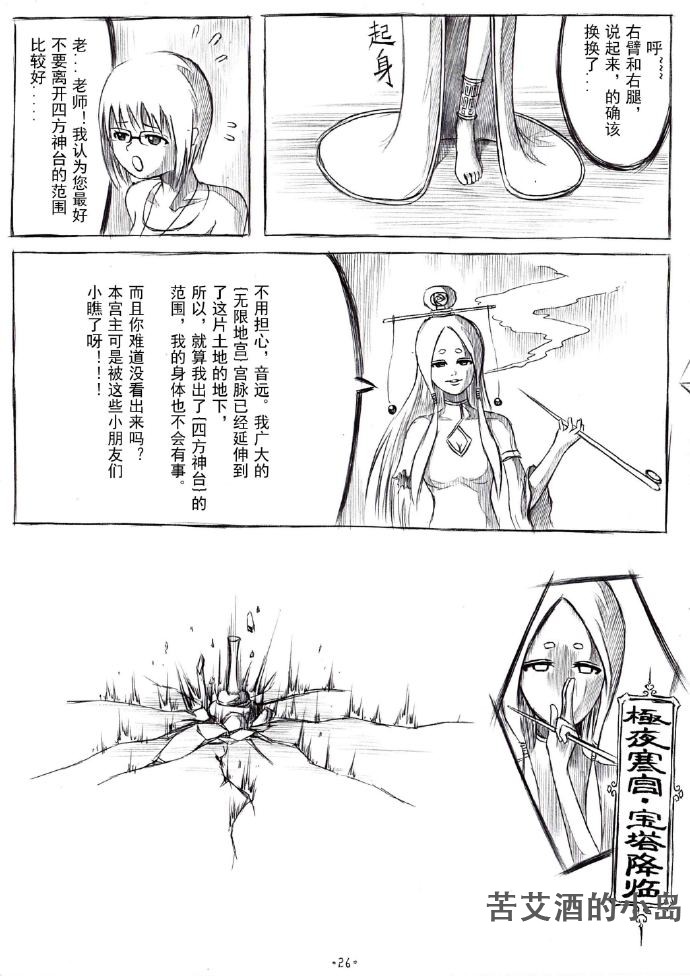 呼~~~
右臂和右腿，
说起来，的确该
换换了...
起身
老...老师！我认为您最好
不要离开四方神台的范围
比较好....
不用担心，音远。我广大的
[无限地宫]宫脉已经延伸到
了这片土地的地下，
所以，就算我出了[四方神台]的
范围，我的身体也不会有事。
而且你难道没看出来吗？
本宫主可是被这些小朋友们
小瞧了呀！！！
極夜寒宫·宝塔降临
苦艾酒的小岛
·26·